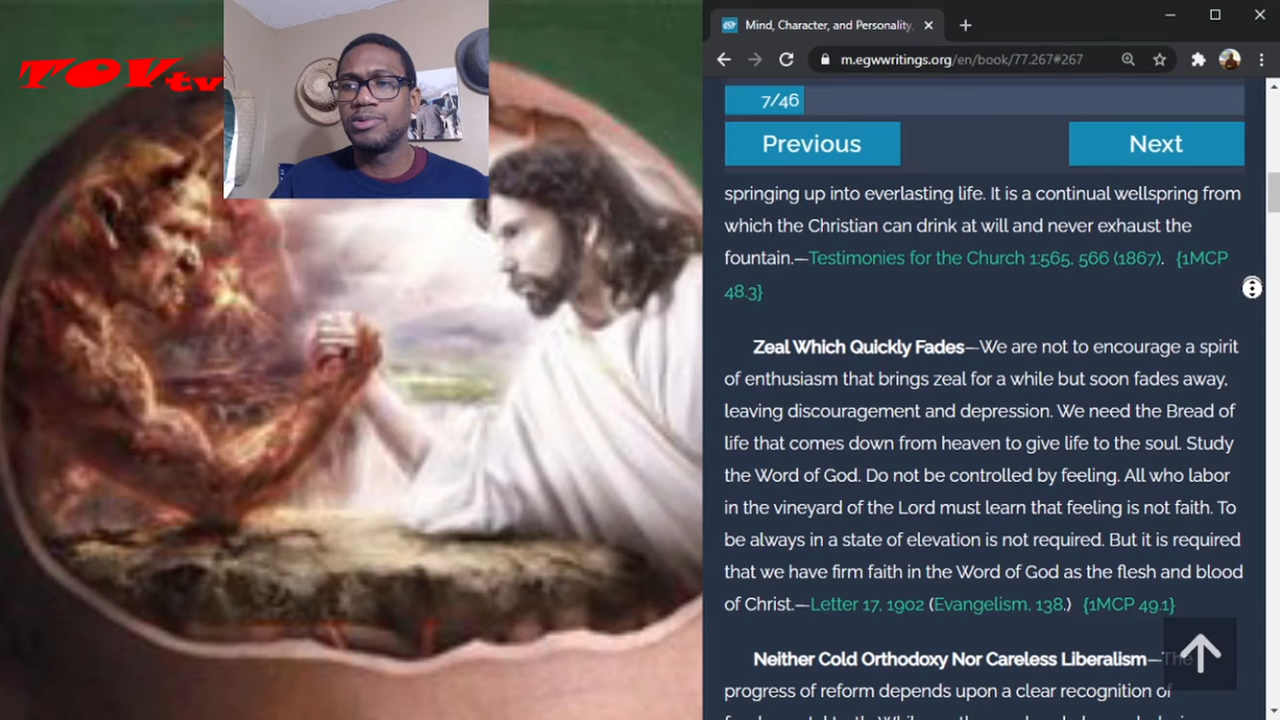 TOVtv
Mind, Character, and Personality,
m.egwwritings.org/en/book/77.267#267
7/46
Previous
Next
springing up into everlasting life. It is a continual wellspring from
which the Christian can drink at will and never exhaust the
fountain.—Testimonies for the Church 1:565, 566 (1867). {1MCP
48.3}
Zeal Which Quickly Fades—We are not to encourage a spirit
of enthusiasm that brings zeal for a while but soon fades away,
leaving discouragement and depression. We need the Bread of
life that comes down from heaven to give life to the soul. Study
the Word of God. Do not be controlled by feeling. All who labor
in the vineyard of the Lord must learn that feeling is not faith. To
be always in a state of elevation is not required. But it is required
that we have firm faith in the Word of God as the flesh and blood
of Christ.—Letter 17, 1902 (Evangelism, 138.) {1MCP 49.1}
Neither Cold Orthodoxy Nor Careless Liberalism—The
progress of reform depends upon a clear recognition of